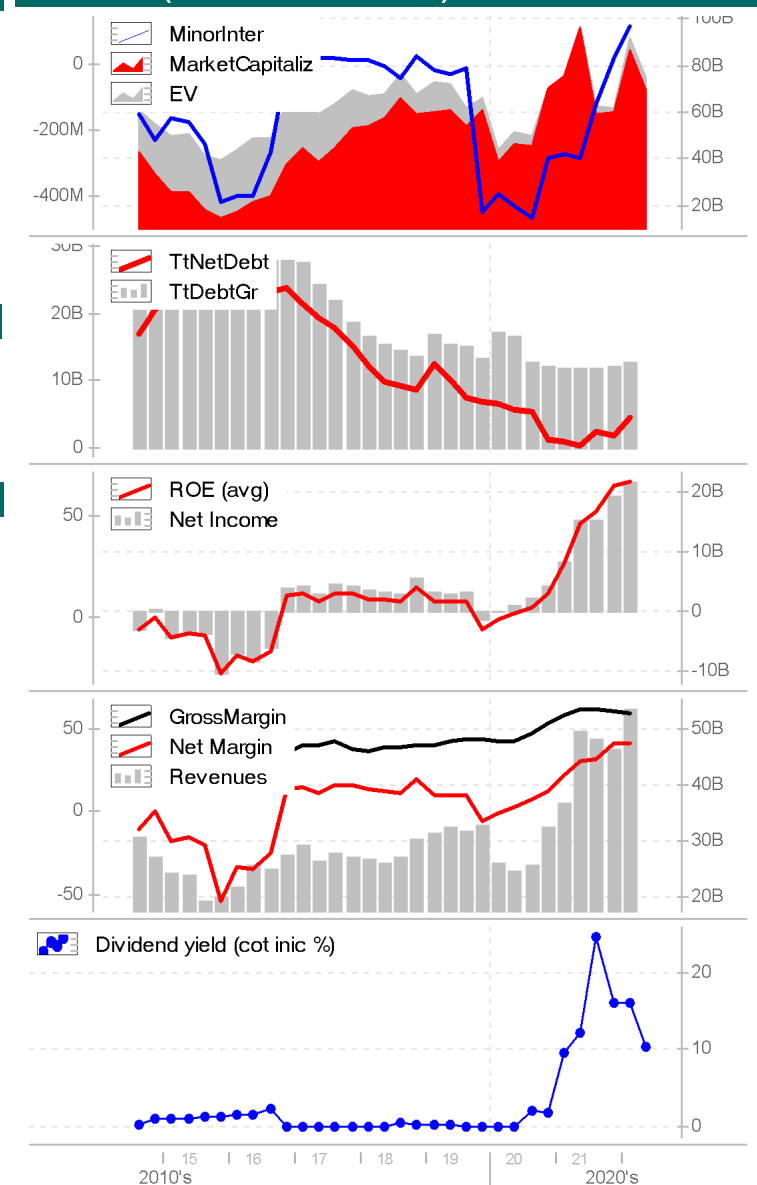 MinorInter
MarketCapitaliz
EV
0
-200M
-400M
100B
80B
60B
40B
20B
30B
TtNetDebt
TtDebtGr
20B
10B
0
ROE (avg)
Net Income
50
0
20B
10B
0
-10B
GrossMargin
Net Margin
Revenues
50
0
-50
50B
40B
30B
20B
Dividend yield (cot inic %)
20
10
0
15 16 17 18 19 20 21
2010's 2020's